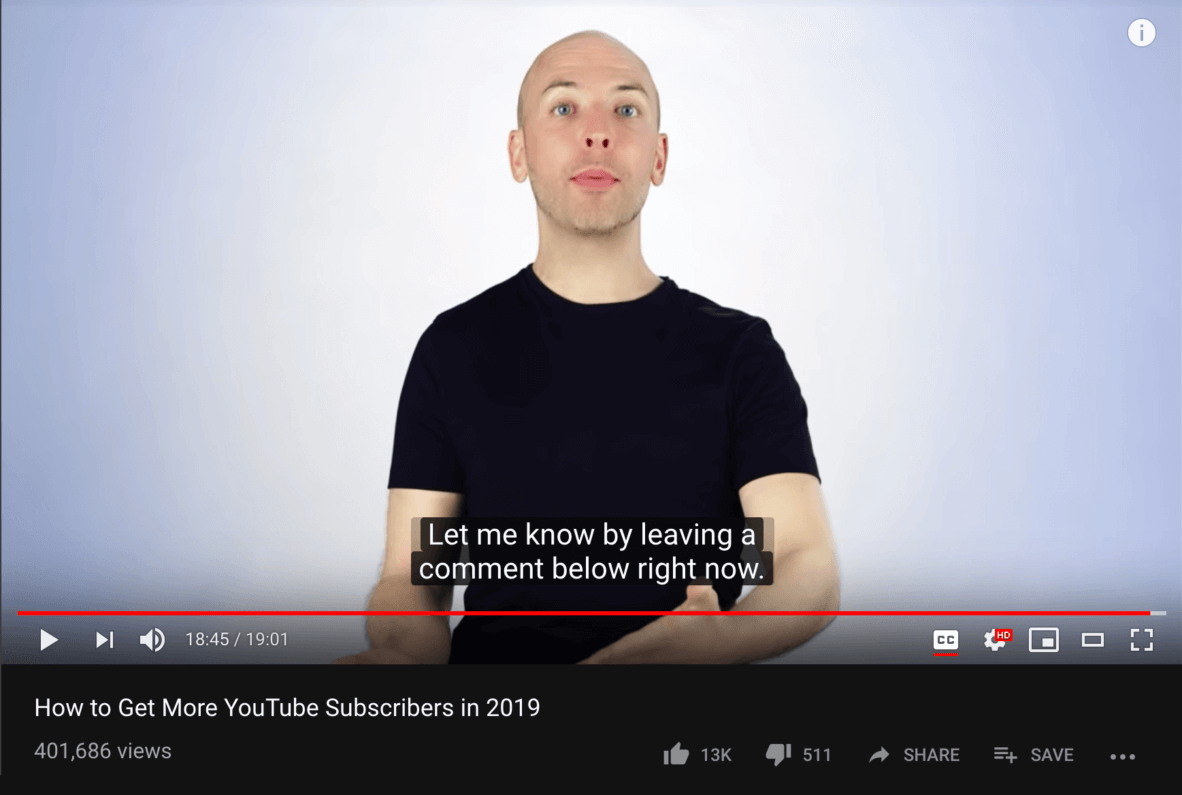 i
Let me know by leaving a
comment below right now.
18:45 / 19:01
CC
HD
How to Get More YouTube Subscribers in 2019
401,686 views
13K
511
SHARE
SAVE